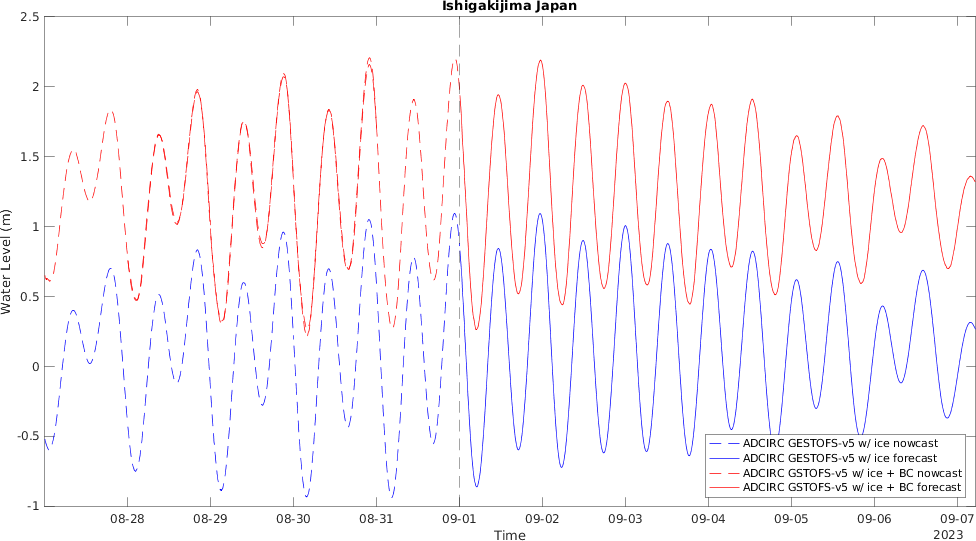 Ishigakijima Japan
2.5
2
1.5
1
0.5
0
-0.5
-1
Water Level (m)
08-28 08-29 08-30 08-31 09-01 09-02 09-03 09-04 09-05 09-06 09-07
Time
2023
ADCIRC GESTOFS-v5 w/ ice nowcast
ADCIRC GESTOFS-v5 w/ ice forecast
ADCIRC GSTOFS-v5 w/ ice + BC nowcast
ADCIRC GSTOFS-v5 w/ ice + BC forecast